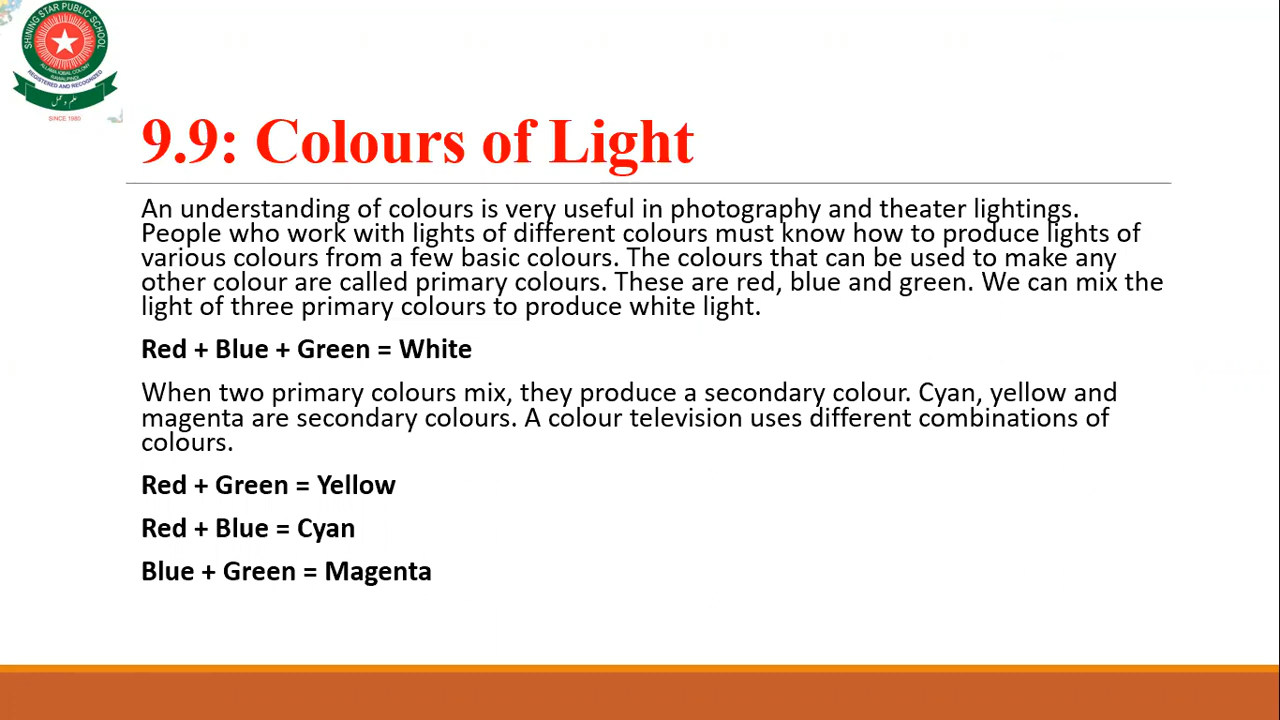 SHINING STAR PUBLIC SCHOOL
ALLAMA IQBAL COLONY
RAWALPINDI
REGISTERED AND RECOGNIZED
علم و عمل
SINCE 1980
9.9: Colours of Light
An understanding of colours is very useful in photography and theater lightings.
People who work with lights of different colours must know how to produce lights of
various colours from a few basic colours. The colours that can be used to make any
other colour are called primary colours. These are red, blue and green. We can mix the
light of three primary colours to produce white light.
Red + Blue + Green = White
When two primary colours mix, they produce a secondary colour. Cyan, yellow and
magenta are secondary colours. A colour television uses different combinations of
colours.
Red + Green = Yellow
Red + Blue = Cyan
Blue + Green = Magenta